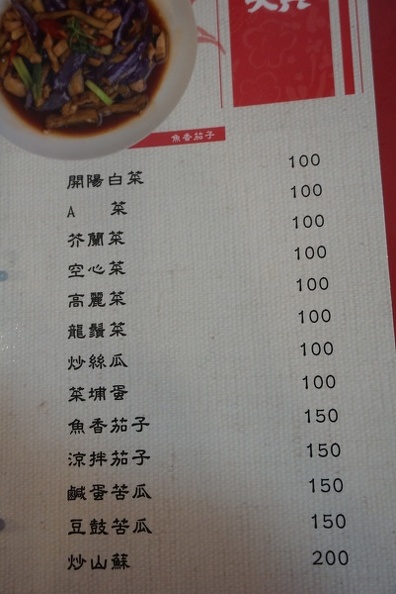 魚香茄子
開陽白菜 100
A 菜 100
芥蘭菜 100
空心菜 100
高麗菜 100
龍鬚菜 100
炒絲瓜 100
菜埔蛋 100
魚香茄子 150
涼拌茄子 150
鹹蛋苦瓜 150
豆鼓苦瓜 150
炒山蘇 200